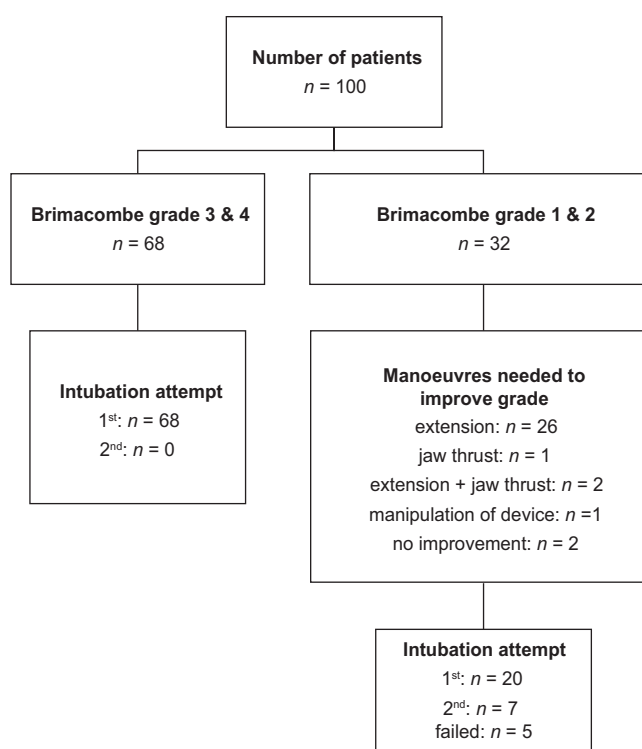 Number of patients
n = 100
Brimacombe grade 3 & 4
n = 68
Brimacombe grade 1 & 2
n = 32
Intubation attempt
1st: n = 68
2nd: n = 0
Manoeuvres needed to
improve grade
extension: n = 26
jaw thrust: n = 1
extension + jaw thrust: n = 2
manipulation of device: n =1
no improvement: n = 2
Intubation attempt
1st: n = 20
2nd: n = 7
failed: n = 5